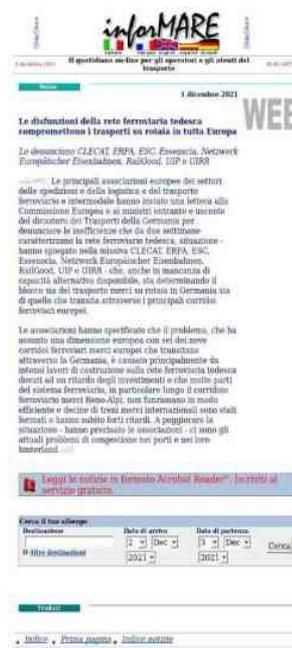 inforMARE
Il quotidiano on-line per gli operatori e gli utenti del
trasporto
1 dicembre 2021
WEE
Le disfunzioni della rete ferroviaria tedesca
compromettono i trasporti su rotaia in tutta Europa
Lo denunciano CLECAT, ERFA, ESC, Essenscia, Netzwerk
Europäischer Eisenbahnen, RailGood, UIP e UIRR
Le principali associazioni europee dei settori
delle spedizioni e della logistica e del trasporto
ferroviario e intermodale hanno inviato una lettera alla
Commissione Europea e ai ministri entrante e uscente
del dicastero dei Trasporti della Germania per
denunciare le inefficienze che da due settimane
caratterizzano la rete ferroviaria tedesca, situazione -
hanno spiegato nella missiva CLECAT, ERFA, ESC,
Essenscia, Netzwerk Europäischer Eisenbahnen,
RailGood, UIP e UIRR - che, anche in mancanza di
capacità alternativa disponibile, sta determinando il
blocco sia del trasporto merci su rotaia in Germania sia
di quello che transita attraverso i principali corridoi
ferroviari europei.
Le associazioni hanno specificato che il problema, che ha
assunto una dimensione europea con sei dei nove
corridoi ferroviari merci europei che transitano
attraverso la Germania, è causato principalmente da
intensi lavori di costruzione sulla rete ferroviaria tedesca
dovuti ad un ritardo degli investimenti e che molte parti
del sistema ferroviario, in particolare lungo il corridoio
ferroviario merci Reno-Alpi, non funzionano in modo
efficiente e decine di treni merci internazionali sono stati
fermati o hanno subito forti ritardi. A peggiorare la
situazione - hanno precisato le associazioni - ci sono gli
attuali problemi di congestione nei porti e nei loro
hinterland.
Leggi le notizie in formato Acrobat Reader®. Iscriviti al
servizio gratuito.
Cerca il tuo albergo
Destinazione Data di arrivo Data di partenza
2 Dec 3 Dec Cerca
Altre destinazioni 2021 2021
Indice Prima pagina Indice notizie